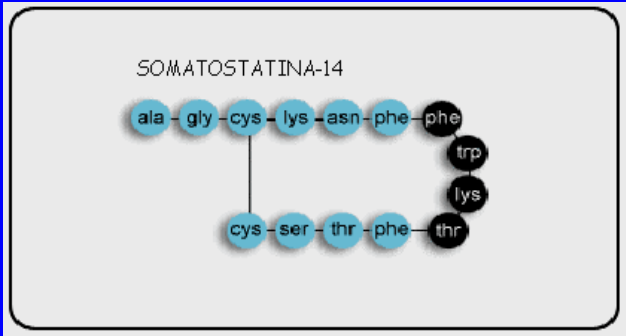 SOMATOSTATINA-14
ala gly cys lys asn phe phe
trp
lys
cys ser thr phe thr